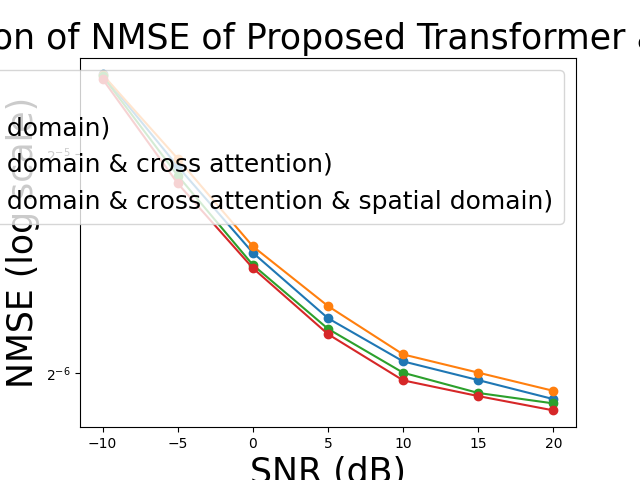 on of NMSE of Proposed Transformer
domain)
domain & cross attention)
domain & cross attention & spatial domain)
NMSE (log scale)
2⁻⁵
2⁻⁶
−10 −5 0 5 10 15 20
SNR (dB)